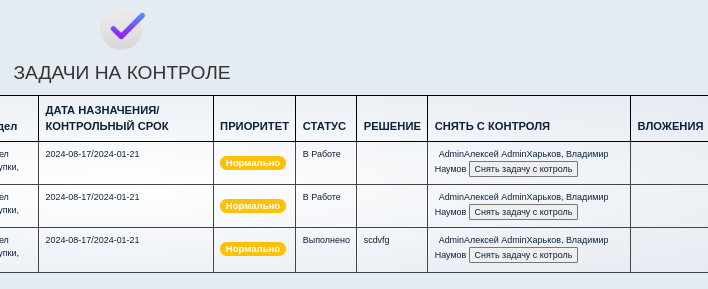 ЗАДАЧИ НА КОНТРОЛЕ
ДАТА НАЗНАЧЕНИЯ/
дел КОНТРОЛЬНЫЙ СРОК ПРИОРИТЕТ СТАТУС РЕШЕНИЕ СНЯТЬ С КОНТРОЛЯ ВЛОЖЕНИЯ
ел 2024-08-17/2024-01-21 В Работе AdminАлексей AdminХарьков, Владимир
упки, Нормально Наумов Снять задачу с котроль
ел 2024-08-17/2024-01-21 В Работе AdminАлексей AdminХарьков, Владимир
упки, Нормально Наумов Снять задачу с котроль
ел 2024-08-17/2024-01-21 Выполнено scdvfg AdminАлексей AdminХарьков, Владимир
упки, Нормально Наумов Снять задачу с котроль